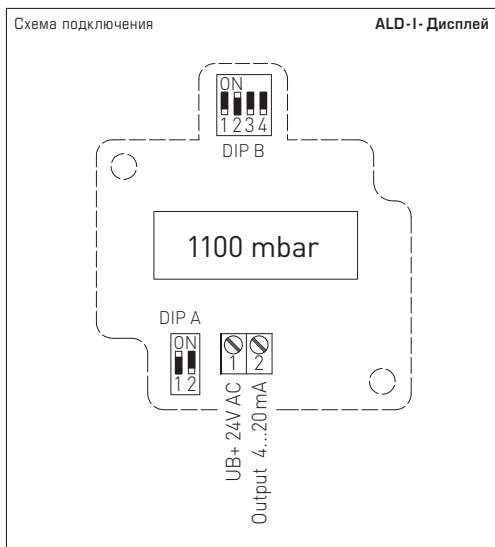 Схема подключения
ALD-I-Дисплей
ON
1234
DIP B
1100 mbar
DIP A
ON
12
1 2
UB+ 24V AC
Output 4...20mA